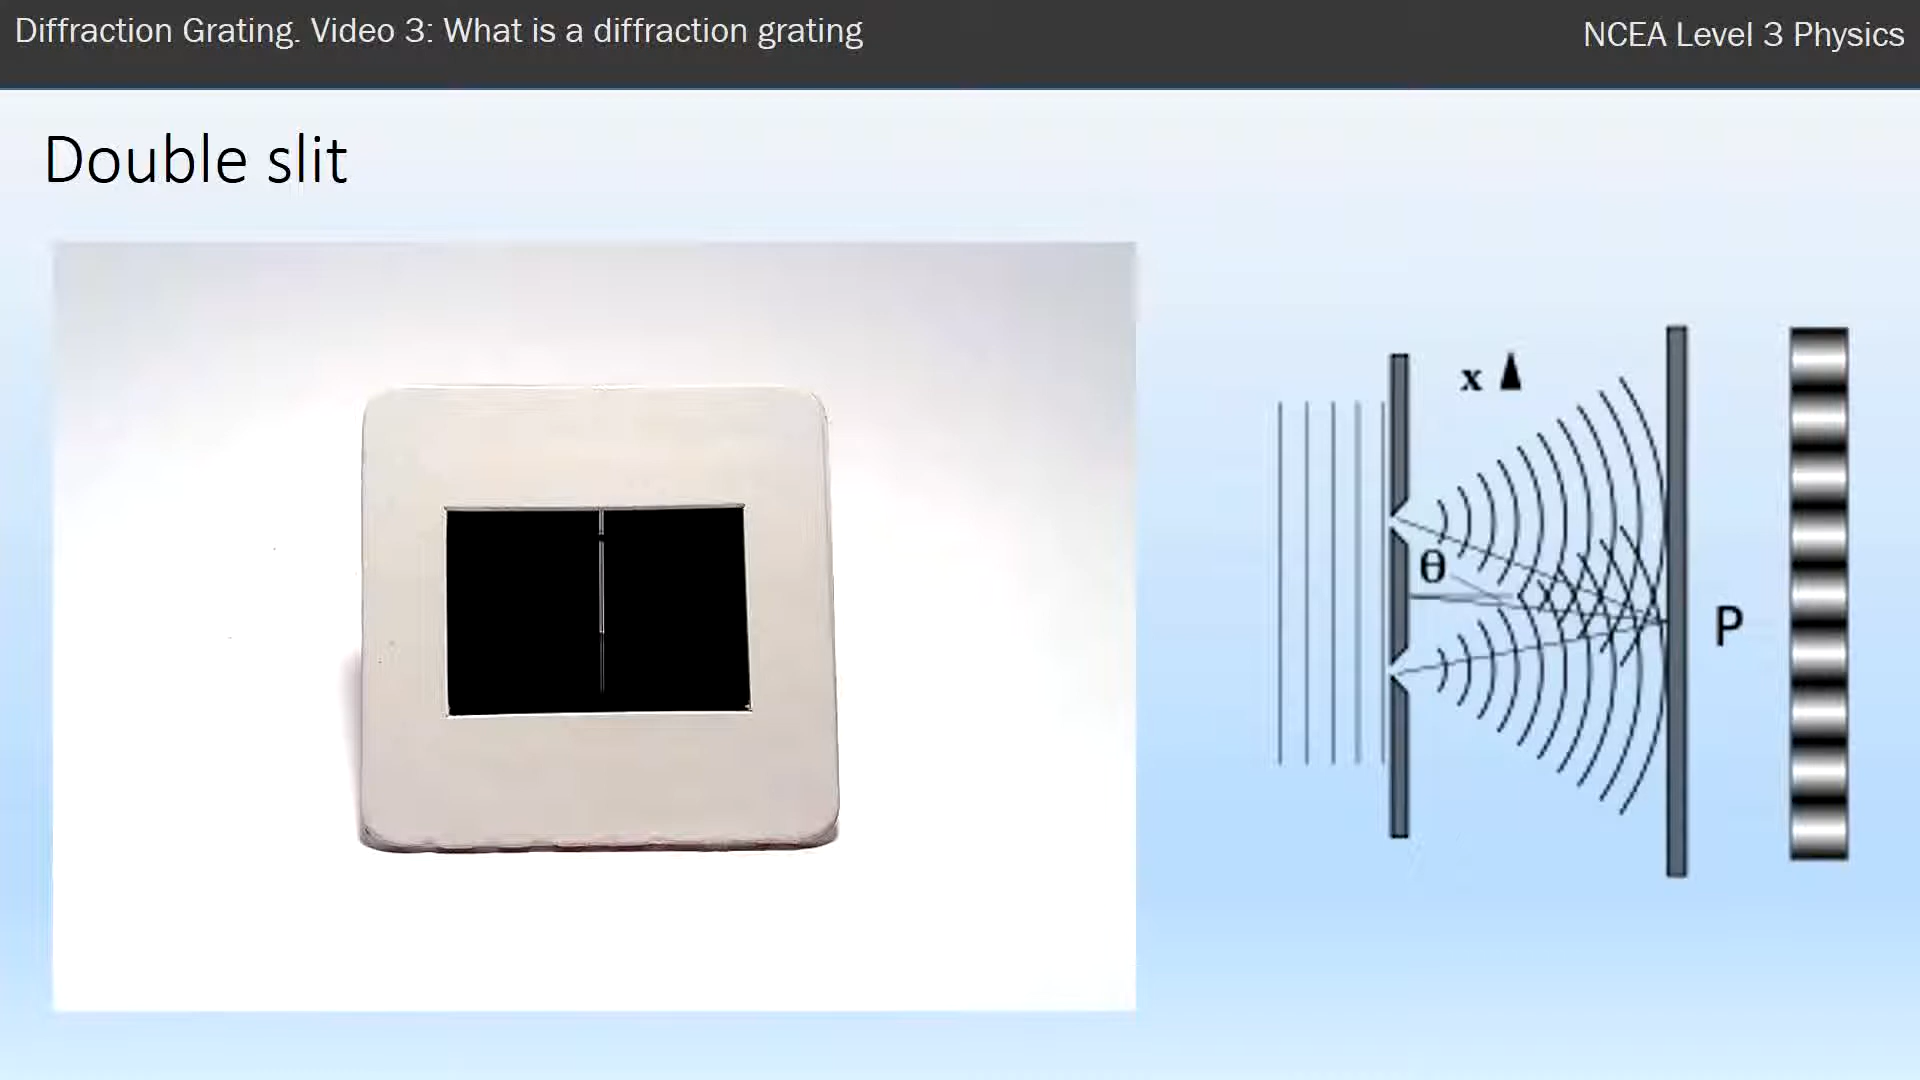 Diffraction Grating. Video 3: What is a diffraction grating
NCEA Level 3 Physics
Double slit
x
θ
P